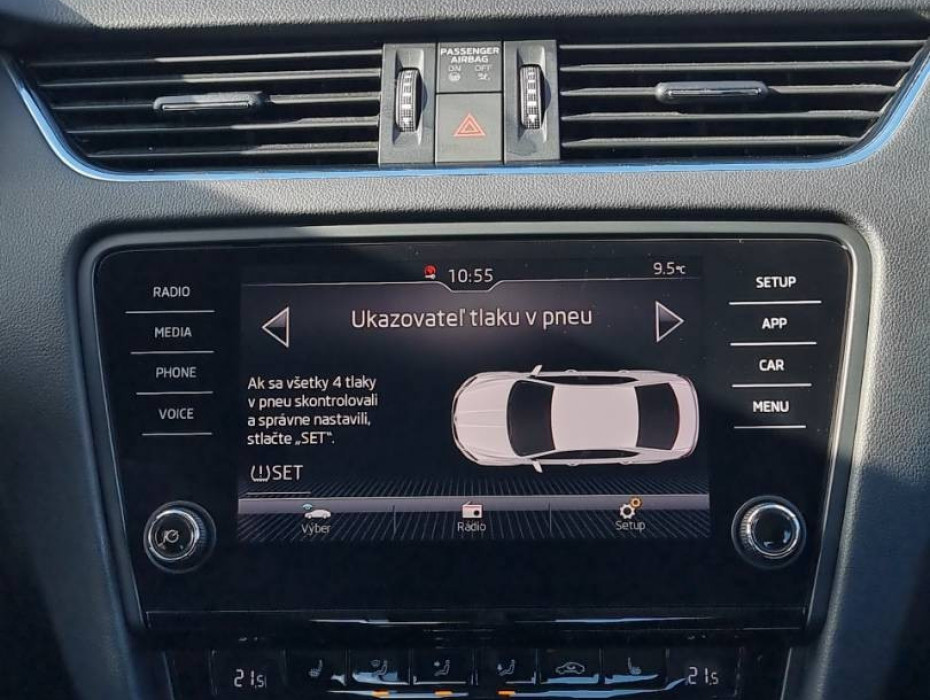 PASSENGER
AIRBAG
ON OFF
10:55
9.5°C
RADIO
MEDIA
PHONE
VOICE
Ukazovateľ tlaku v pneu
Ak sa všetky 4 tlaky
v pneu skontrolovali
a správne nastavili,
stlačte „SET“.
(!)SET
Výber
Rádio
Setup
SETUP
APP
CAR
MENU
21,5
21,5